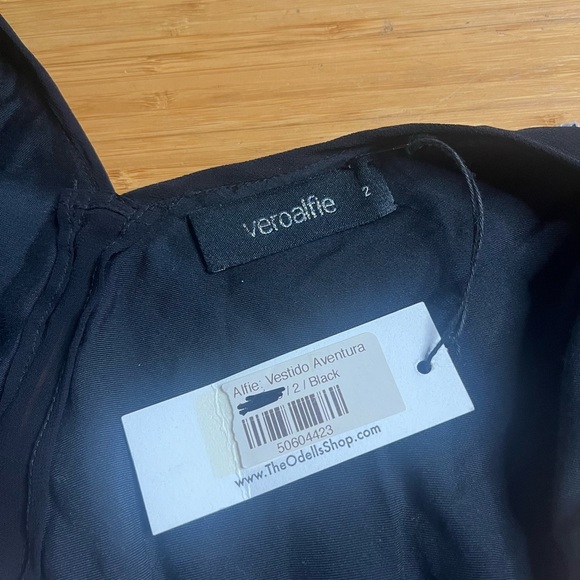 veroalfie
2
Alfie: Vestido Aventura
/ 2 / Black
50604423
www.TheOdellsShop.com